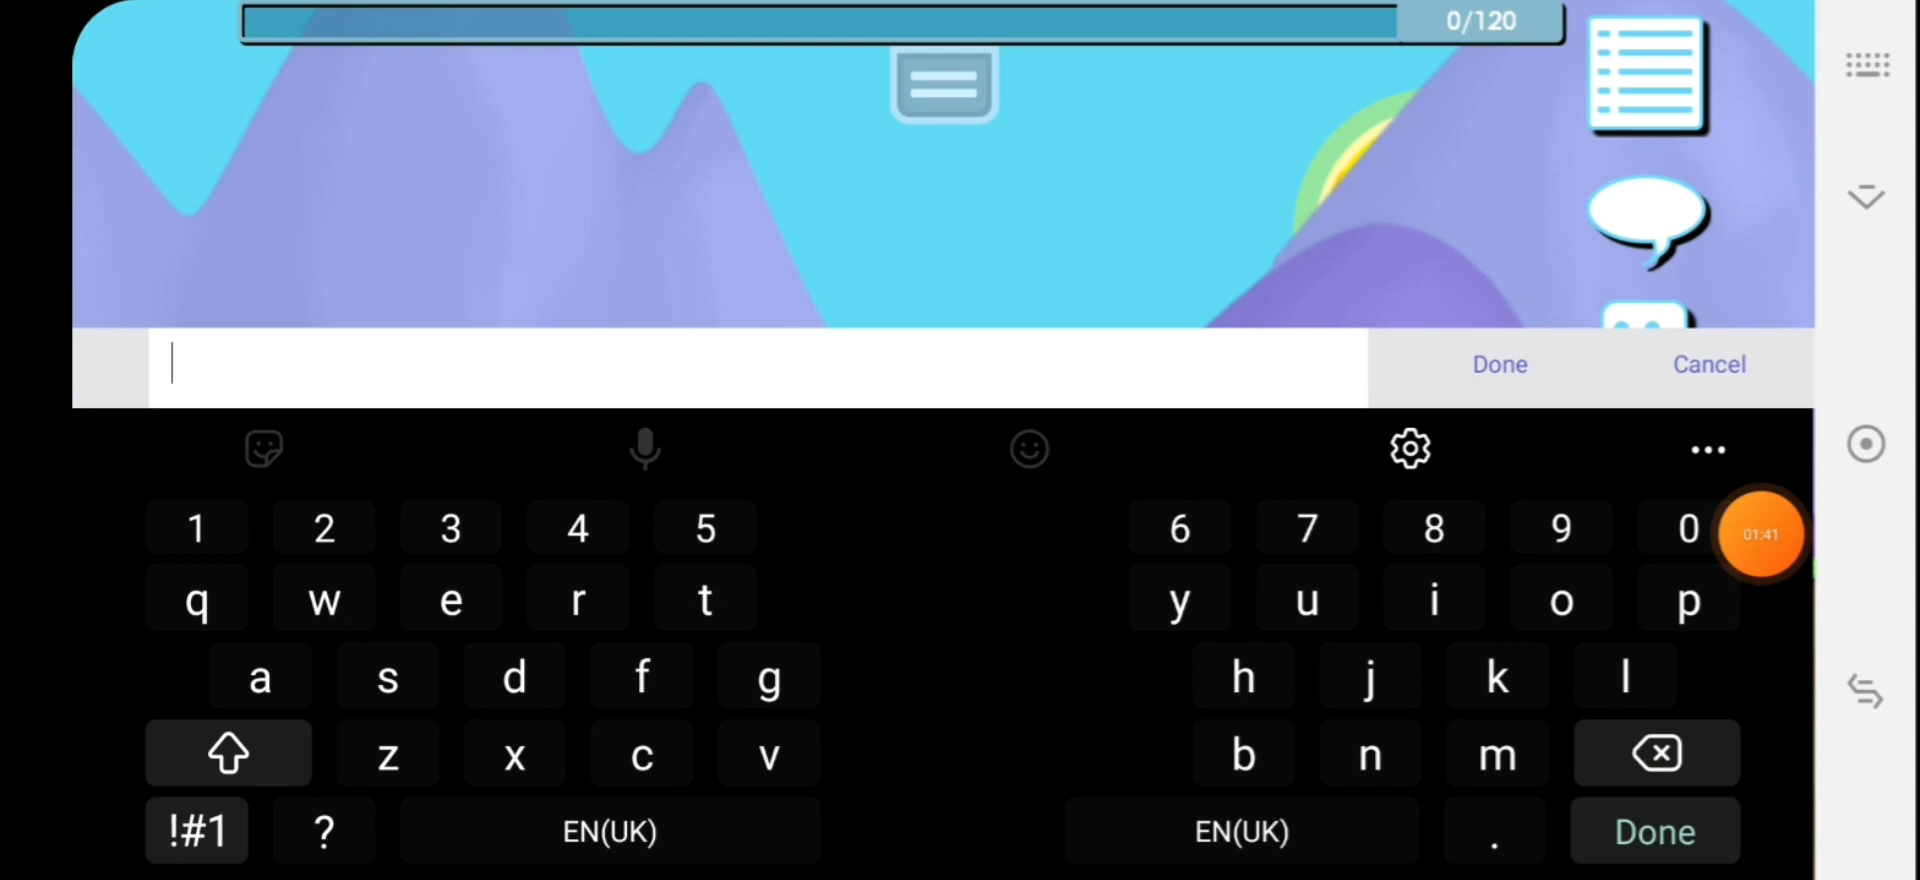 0/120
Done Cancel
1 2 3 4 5 6 7 8 9 0
01:41
q w e r t y u i o p
a s d f g h j k l
z x c v b n m
!#1 ? EN(UK) EN(UK) . Done